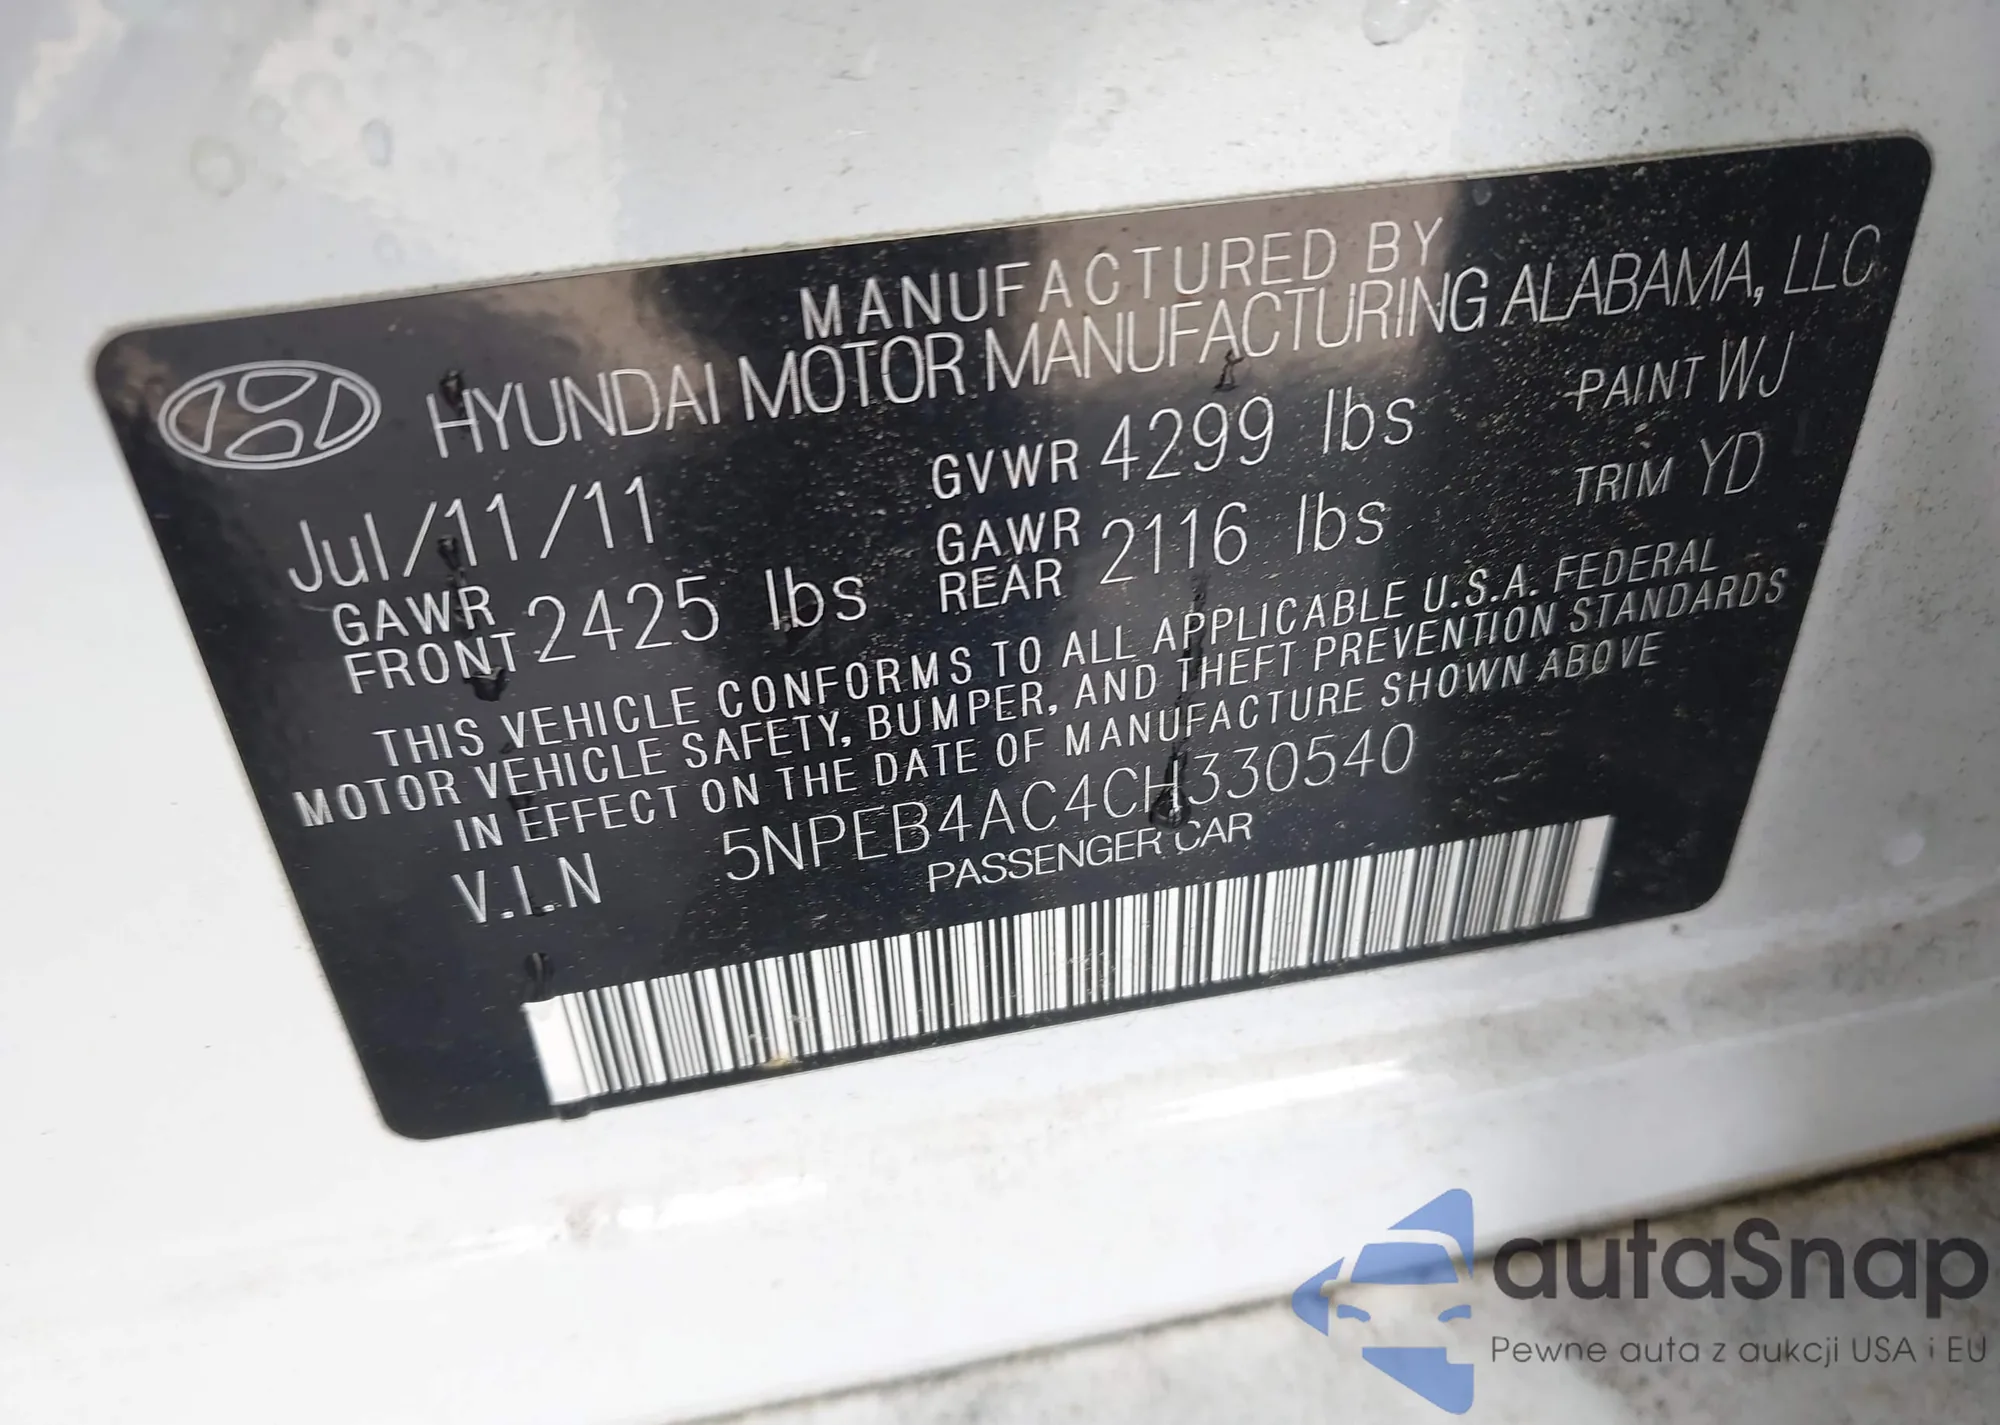 MANUFACTURED BY
HYUNDAI MOTOR MANUFACTURING ALABAMA, LLC
Jul/11/11 GVWR 4299 lbs PAINT WJ
GAWR FRONT 2425 lbs GAWR REAR 2116 lbs TRIM YD
THIS VEHICLE CONFORMS TO ALL APPLICABLE U.S.A. FEDERAL
MOTOR VEHICLE SAFETY, BUMPER, AND THEFT PREVENTION STANDARDS
IN EFFECT ON THE DATE OF MANUFACTURE SHOWN ABOVE
V.I.N 5NPEB4AC4CH330540
PASSENGER CAR
autaSnap
Pewne auta z aukcji USA i EU